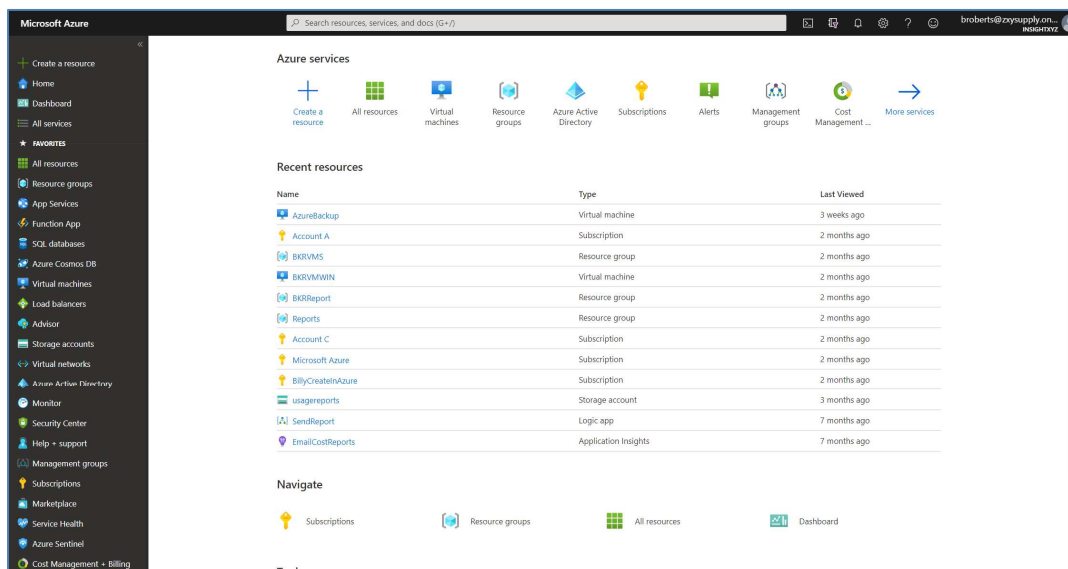 Microsoft Azure
Search resources, services, and docs (G+/)
broberts@zxysupply.on...
INSIGHTXYZ
«
Create a resource
Home
Dashboard
All services
FAVORITES
All resources
Resource groups
App Services
Function App
SQL databases
Azure Cosmos DB
Virtual machines
Load balancers
Advisor
Storage accounts
Virtual networks
Azure Active Directory
Monitor
Security Center
Help + support
Management groups
Subscriptions
Marketplace
Service Health
Azure Sentinel
Cost Management + Billing
Azure services
Create a resource
All resources
Virtual machines
Resource groups
Azure Active Directory
Subscriptions
Alerts
Management groups
Cost Management ...
More services
Recent resources
Name Type Last Viewed
AzureBackup Virtual machine 3 weeks ago
Account A Subscription 2 months ago
BKRVMS Resource group 2 months ago
BKRVMWIN Virtual machine 2 months ago
BKRReport Resource group 2 months ago
Reports Resource group 2 months ago
Account C Subscription 2 months ago
Microsoft Azure Subscription 2 months ago
BillyCreateInAzure Subscription 2 months ago
usagereports Storage account 3 months ago
SendReport Logic app 7 months ago
EmailCostReports Application Insights 7 months ago
Navigate
Subscriptions Resource groups All resources Dashboard